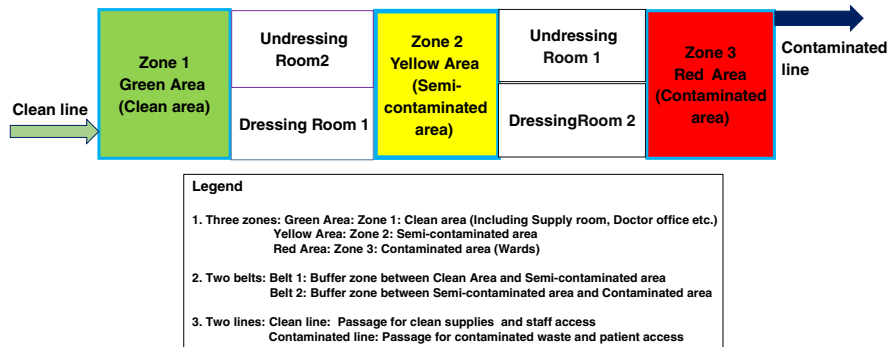 Clean line
Zone 1
Green Area
(Clean area)
Undressing
Room2
Dressing Room 1
Zone 2
Yellow Area
(Semi-
contaminated
area)
Undressing
Room 1
DressingRoom 2
Zone 3
Red Area
(Contaminated
area)
Contaminated
line
Legend
1. Three zones: Green Area: Zone 1: Clean area (Including Supply room, Doctor office etc.)
Yellow Area: Zone 2: Semi-contaminated area
Red Area: Zone 3: Contaminated area (Wards)
2. Two belts: Belt 1: Buffer zone between Clean Area and Semi-contaminated area
Belt 2: Buffer zone between Semi-contaminated area and Contaminated area
3. Two lines: Clean line: Passage for clean supplies and staff access
Contaminated line: Passage for contaminated waste and patient access